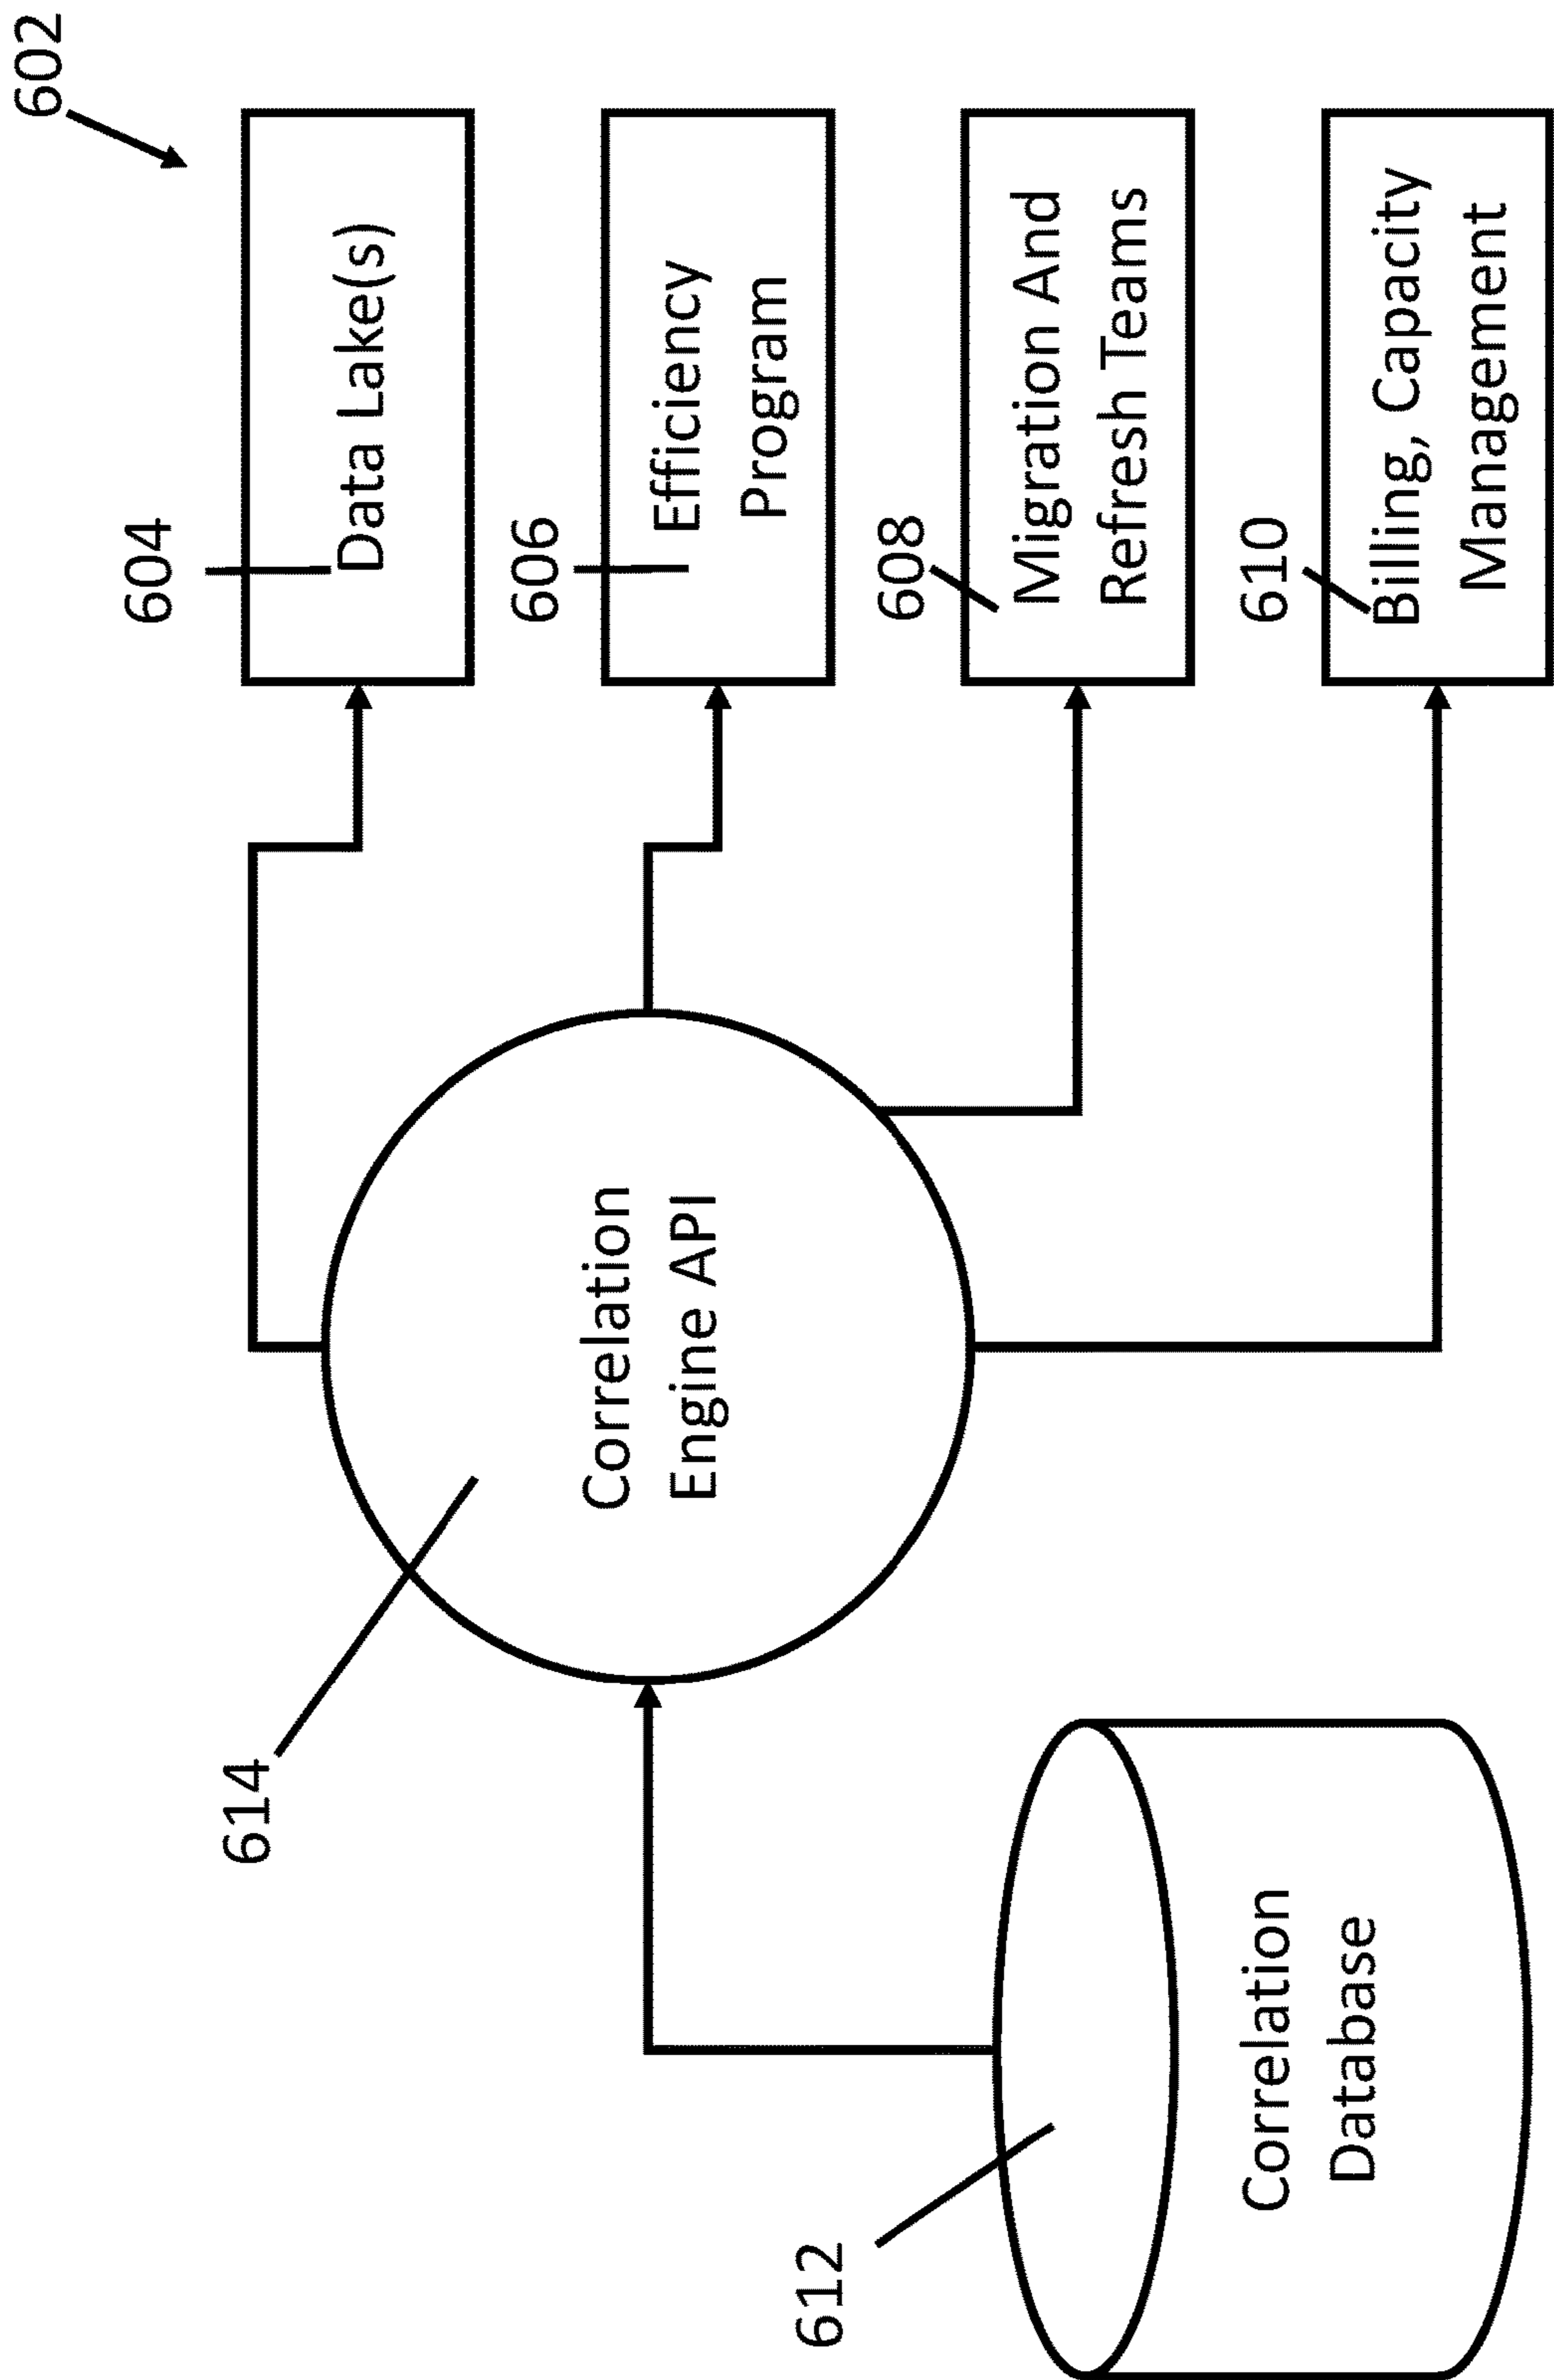 602
604
Data Lake(s)
606
Efficiency
Program
608
Migration And
Refresh Teams
610
Billing, Capacity
Management
614
Correlation
Engine API
612
Correlation
Database